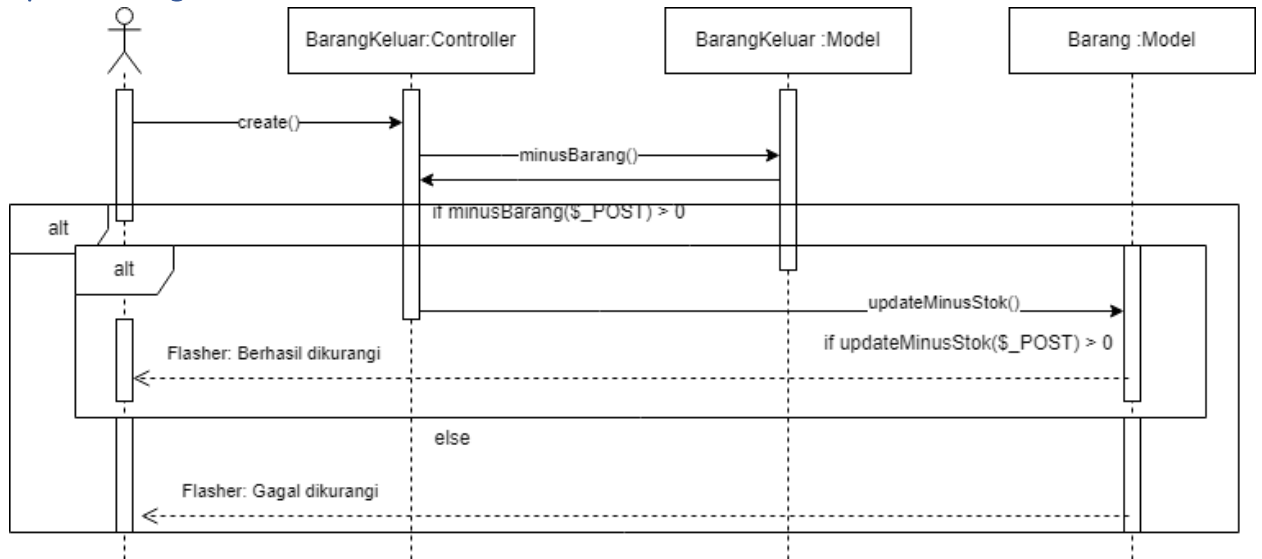 BarangKeluar:Controller
BarangKeluar :Model
Barang :Model
create()
minusBarang()
if minusBarang($_POST) > 0
alt
alt
updateMinusStok()
if updateMinusStok($_POST) > 0
Flasher: Berhasil dikurangi
else
Flasher: Gagal dikurangi